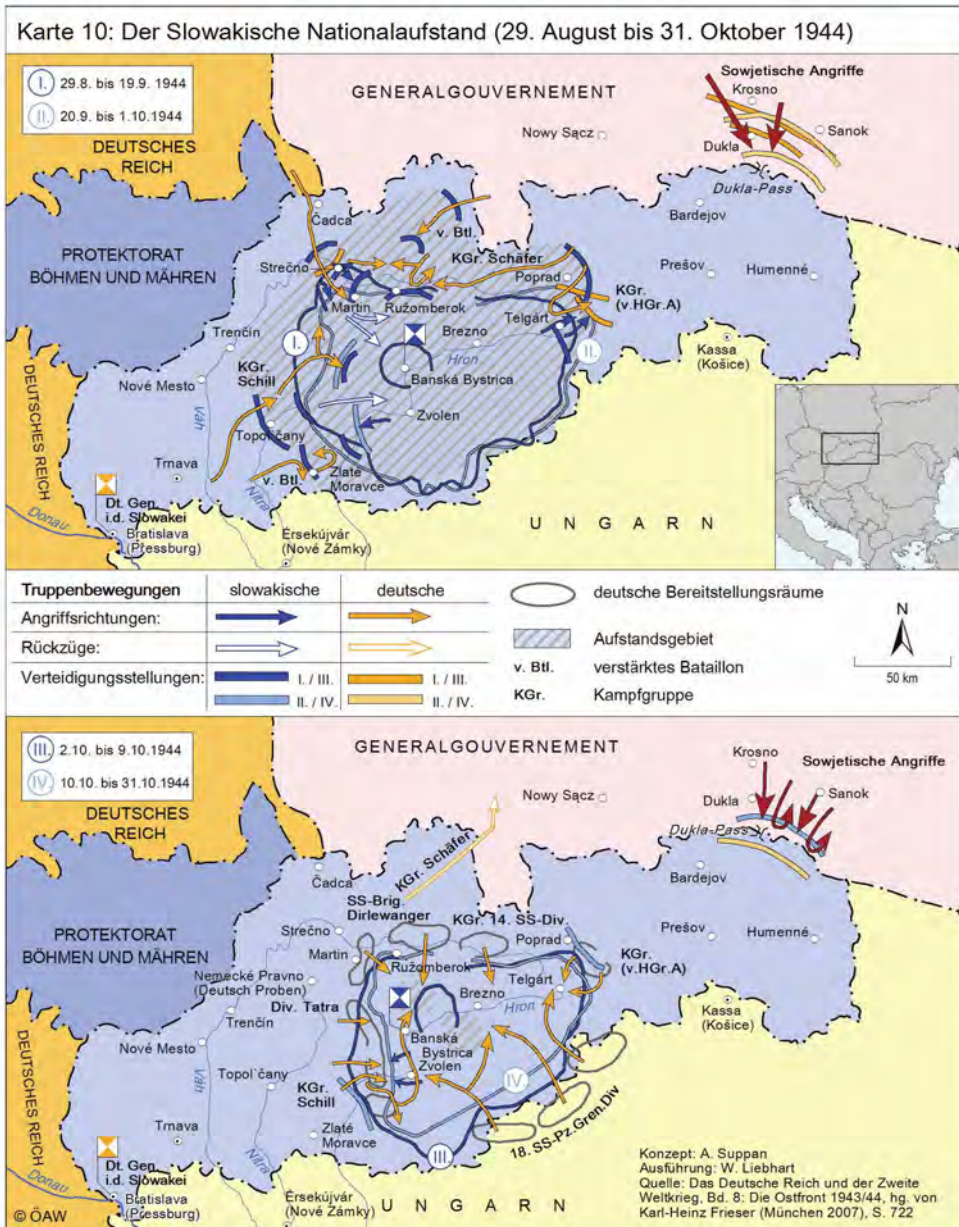 Karte 10: Der Slowakische Nationalaufstand (29. August bis 31. Oktober 1944)
I. 29.8. bis 19.9. 1944
II. 20.9. bis 1.10.1944
GENERALGOUVERNEMENT
Sowjetische Angriffe
Krosno
Nowy Sącz
Sanok
Dukla
Dukla-Pass
DEUTSCHES
REICH
Čadca
Bardejov
PROTEKTORAT
BÖHMEN UND MÄHREN
v. Btl.
KGr. Schäfer
Strečno
Poprad
Prešov
Humenné
Martin
Ružomberok
KGr.
(v.HGr.A)
Telgárt
Trenčín
I.
Brezno
II.
Hron
Kassa
(Košice)
KGr.
Schill
Banská Bystrica
Nové Mesto
DEUTSCHES REICH
Váh
Zvolen
Topoľčany
Trnava
v. Btl.
Zlaté
Moravce
Nitra
Dt. Gen.
i.d. Slowakei
Donau
Bratislava
(Pressburg)
Érsekújvár
(Nové Zámky)
UNGARN
Truppenbewegungen
slowakische
deutsche
deutsche Bereitstellungsräume
Angriffsrichtungen:
Aufstandsgebiet
Rückzüge:
v. Btl. verstärktes Bataillon
Verteidigungsstellungen:
I. / III.
I. / III.
KGr. Kampfgruppe
II. / IV.
II. / IV.
N
50 km
III. 2.10. bis 9.10.1944
IV. 10.10. bis 31.10.1944
GENERALGOUVERNEMENT
Krosno
Sowjetische Angriffe
Nowy Sącz
Dukla
Sanok
Dukla-Pass
DEUTSCHES
REICH
KGr. Schäfer
Čadca
Bardejov
SS-Brig.
Dirlewanger
KGr. 14. SS-Div.
PROTEKTORAT
BÖHMEN UND MÄHREN
Strečno
Poprad
Prešov
Humenné
Martin
Ružomberok
KGr.
(v.HGr.A)
Nemecké Pravno
(Deutsch Proben)
Telgárt
Div. Tatra
Brezno
Hron
Trenčín
Kassa
(Košice)
Banská
Bystrica
Nové Mesto
DEUTSCHES REICH
Váh
Zvolen
Topol`čany
KGr.
Schill
IV.
Trnava
Zlaté
Moravce
III.
18. SS-Pz.Gren.Div
Nitra
Dt. Gen.
i.d. Slowakei
Donau
Bratislava
(Pressburg)
Érsekújvár
(Nové Zámky)
UNGARN
Konzept: A. Suppan
Ausführung: W. Liebhart
Quelle: Das Deutsche Reich und der Zweite
Weltkrieg, Bd. 8: Die Ostfront 1943/44, hg. von
Karl-Heinz Frieser (München 2007), S. 722
© ÖAW